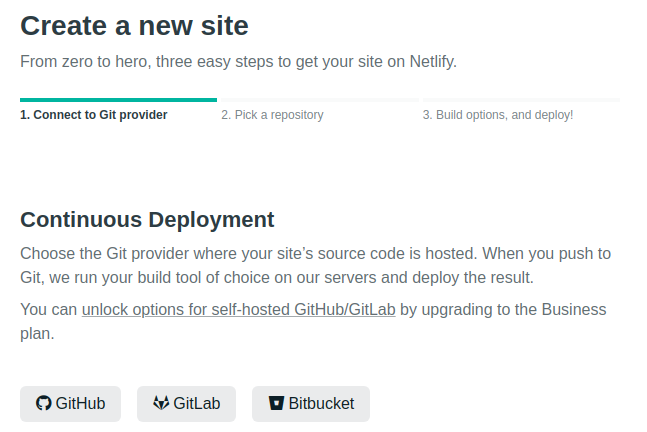 Create a new site
From zero to hero, three easy steps to get your site on Netlify.
1. Connect to Git provider
2. Pick a repository
3. Build options, and deploy!
Continuous Deployment
Choose the Git provider where your site’s source code is hosted. When you push to
Git, we run your build tool of choice on our servers and deploy the result.
You can unlock options for self-hosted GitHub/GitLab by upgrading to the Business
plan.
GitHub
GitLab
Bitbucket